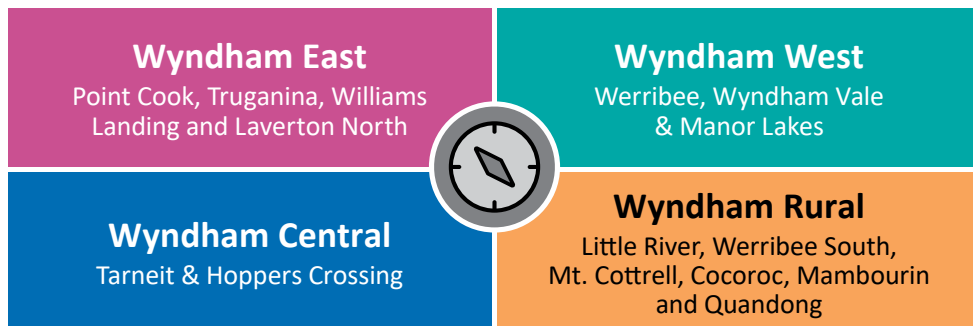 Wyndham East
Point Cook, Truganina, Williams
Landing and Laverton North
Wyndham West
Werribee, Wyndham Vale
& Manor Lakes
Wyndham Central
Tarneit & Hoppers Crossing
Wyndham Rural
Little River, Werribee South,
Mt. Cottrell, Cocoroc, Mambourin
and Quandong